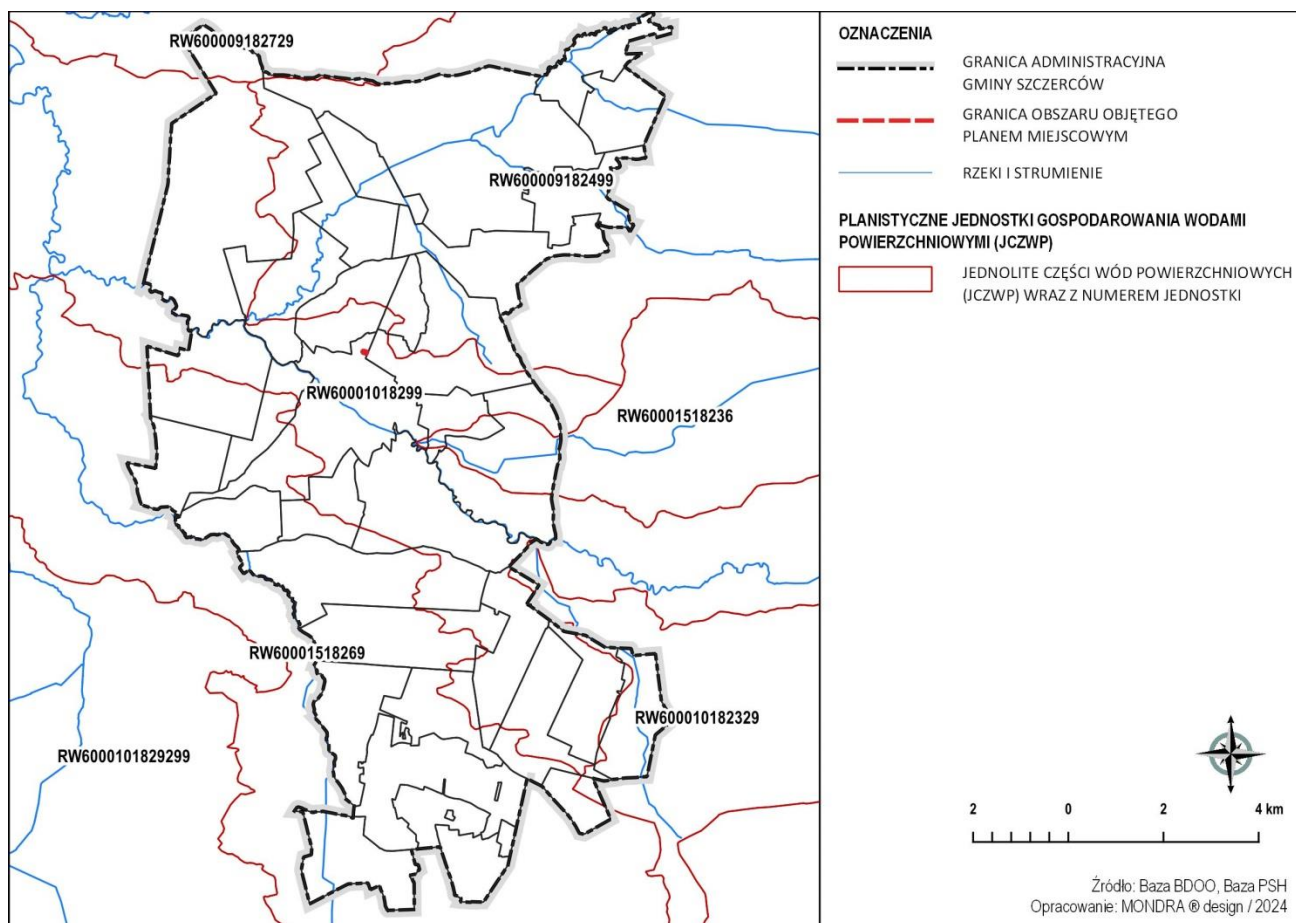 RW600009182729
RW600009182499
RW60001018299
RW60001518236
RW60001518269
RW600010182329
RW6000101829299
OZNACZENIA
GRANICA ADMINISTRACYJNA
GMINY SZCZERCÓW
GRANICA OBSZARU OBJĘTEGO
PLANEM MIEJSCOWYM
RZEKI I STRUMIENIE
PLANISTYCZNE JEDNOSTKI GOSPODAROWANIA WODAMI
POWIERZCHNIOWYMI (JCZWP)
JEDNOLITE CZĘŚCI WÓD POWIERZCHNIOWYCH
(JCZWP) WRAZ Z NUMEREM JEDNOSTKI
2 0 2 4 km
Źródło: Baza BDOO, Baza PSH
Opracowanie: MONDRA ® design / 2024